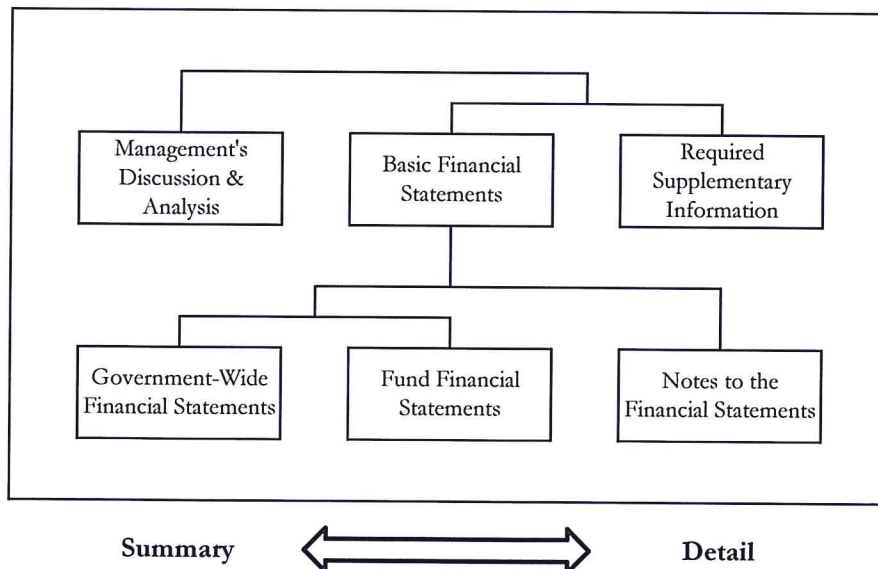 Management's
Discussion &
Analysis
Basic Financial
Statements
Required
Supplementary
Information
Government-Wide
Financial Statements
Fund Financial
Statements
Notes to the
Financial Statements
Summary
Detail